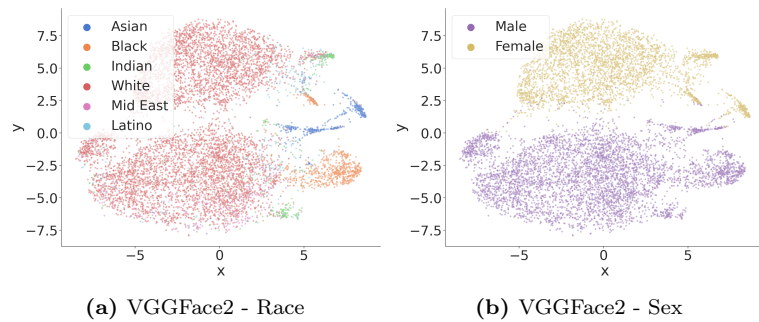 7.5
5.0
2.5
0.0
−2.5
−5.0
−7.5
y
−5
0
5
x
Asian
Black
Indian
White
Mid East
Latino
(a) VGGFace2 - Race
7.5
5.0
2.5
0.0
−2.5
−5.0
−7.5
y
−5
0
5
x
Male
Female
(b) VGGFace2 - Sex